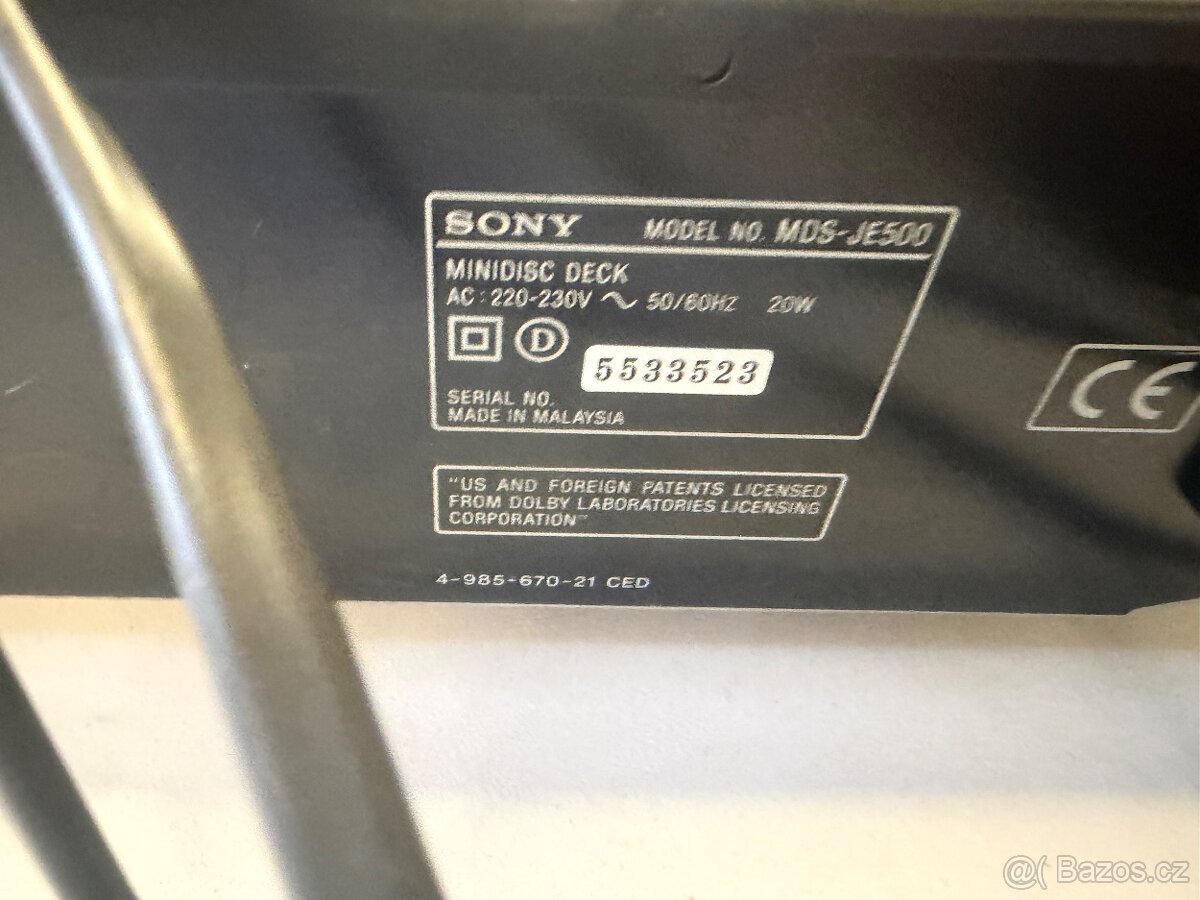 SONY MODEL NO. MDS-JE500
MINIDISC DECK
AC : 220-230V ∿ 50/60HZ 20W
D
5533523
SERIAL NO.
MADE IN MALAYSIA
CE
"US AND FOREIGN PATENTS LICENSED
FROM DOLBY LABORATORIES LICENSING
CORPORATION"
4-985-670-21 CED
@( Bazos.cz